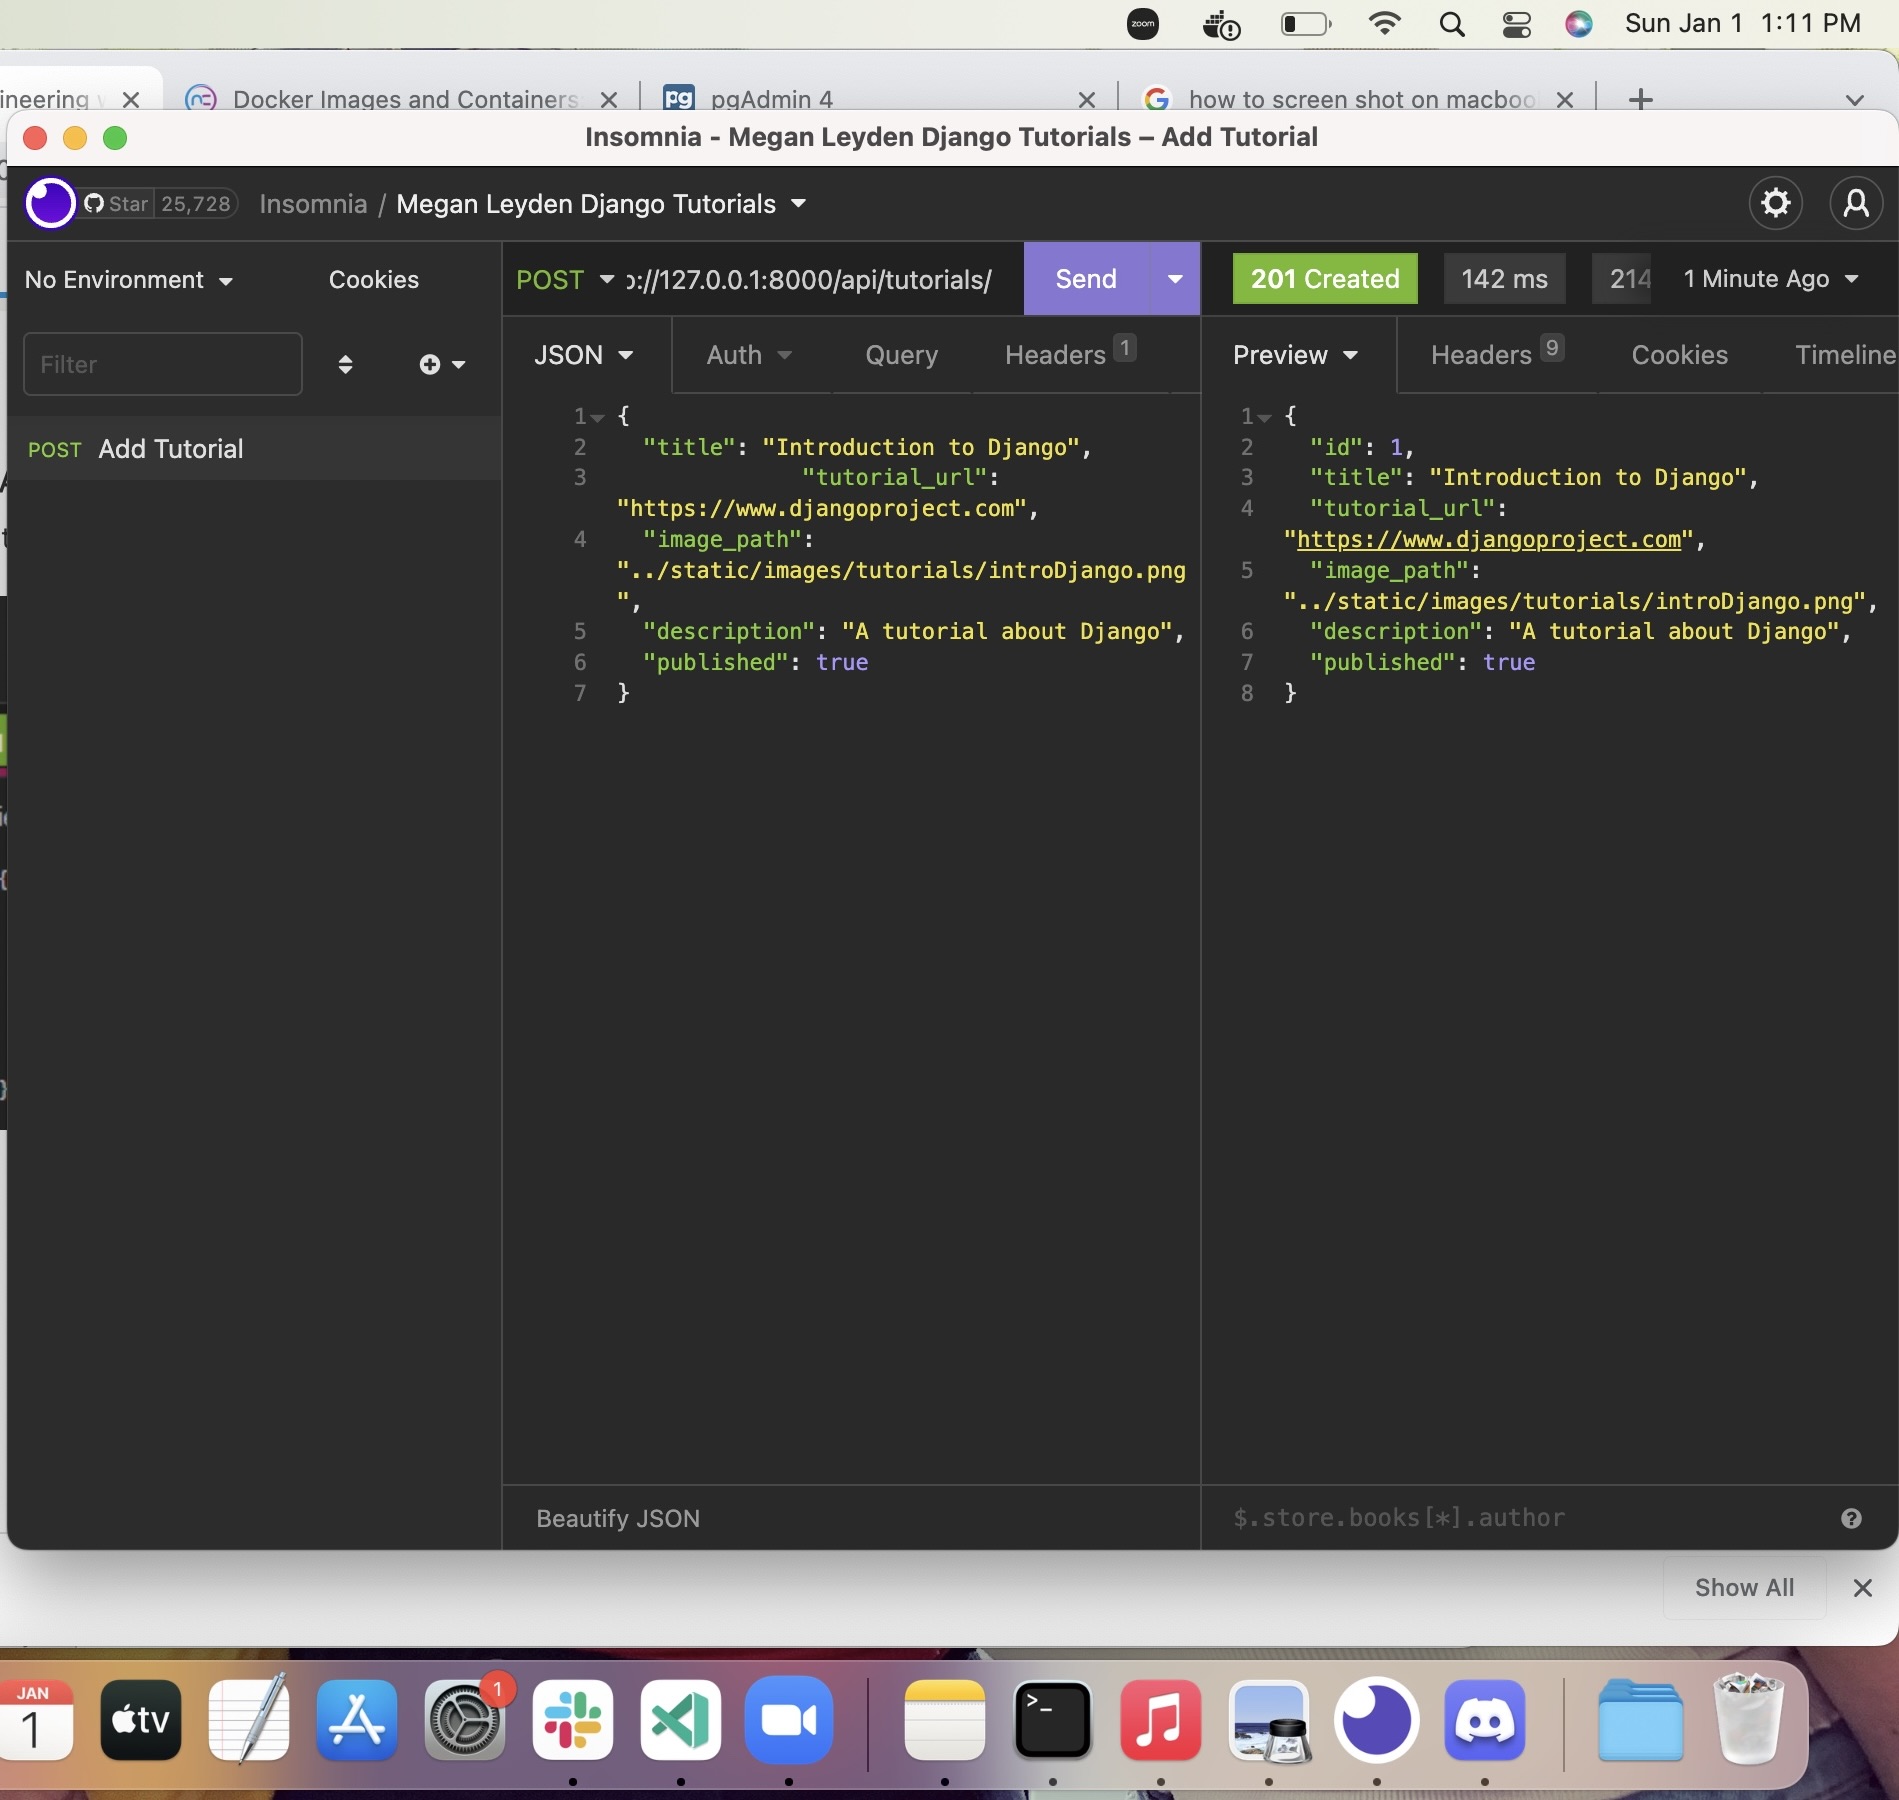 zoom
Sun Jan 1 1:11 PM
ineering
Docker Images and Containers
pg pgAdmin 4
how to screen shot on macboo
Insomnia - Megan Leyden Django Tutorials – Add Tutorial
Star 25,728
Insomnia / Megan Leyden Django Tutorials
No Environment
Cookies
POST p://127.0.0.1:8000/api/tutorials/
Send
201 Created
142 ms
214
1 Minute Ago
Filter
JSON
Auth
Query
Headers 1
Preview
Headers 9
Cookies
Timeline
POST Add Tutorial
1 {
2 "title": "Introduction to Django",
3 "tutorial_url":
"https://www.djangoproject.com",
4 "image_path":
"../static/images/tutorials/introDjango.png
",
5 "description": "A tutorial about Django",
6 "published": true
7 }
1 {
2 "id": 1,
3 "title": "Introduction to Django",
4 "tutorial_url":
"https://www.djangoproject.com",
5 "image_path":
"../static/images/tutorials/introDjango.png",
6 "description": "A tutorial about Django",
7 "published": true
8 }
Beautify JSON
$.store.books[*].author
?
Show All
JAN
1
tv
1
>_